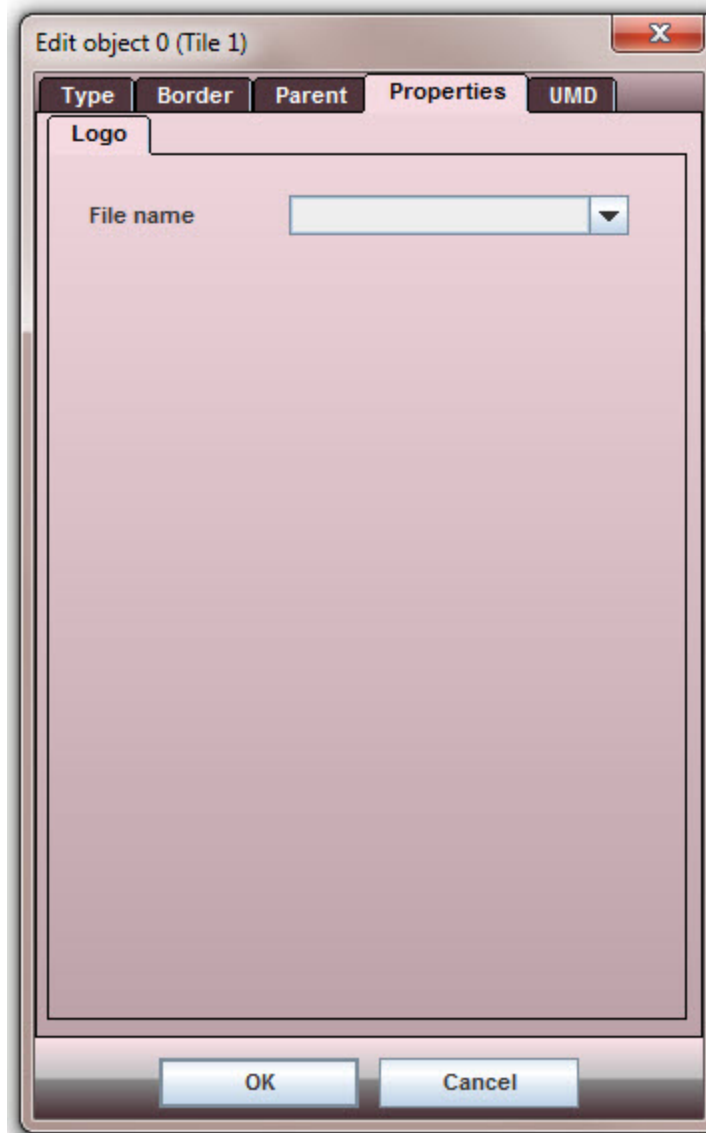 Edit object 0 (Tile 1)
Type Border Parent Properties UMD
Logo
File name
OK Cancel